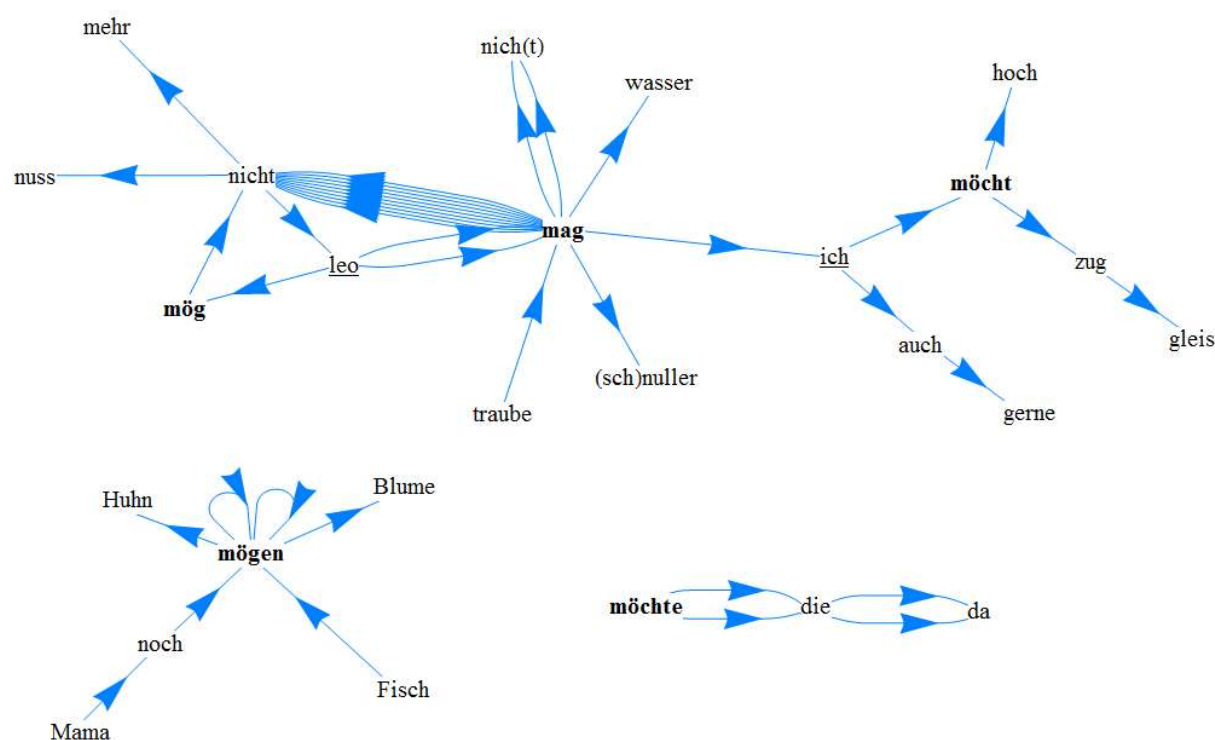 mehr
nich(t)
wasser
hoch
nuss
nicht
möcht
mag
leo
ich
zug
mög
auch
gleis
(sch)nuller
traube
gerne
Huhn
Blume
mögen
möchte
die
da
noch
Fisch
Mama